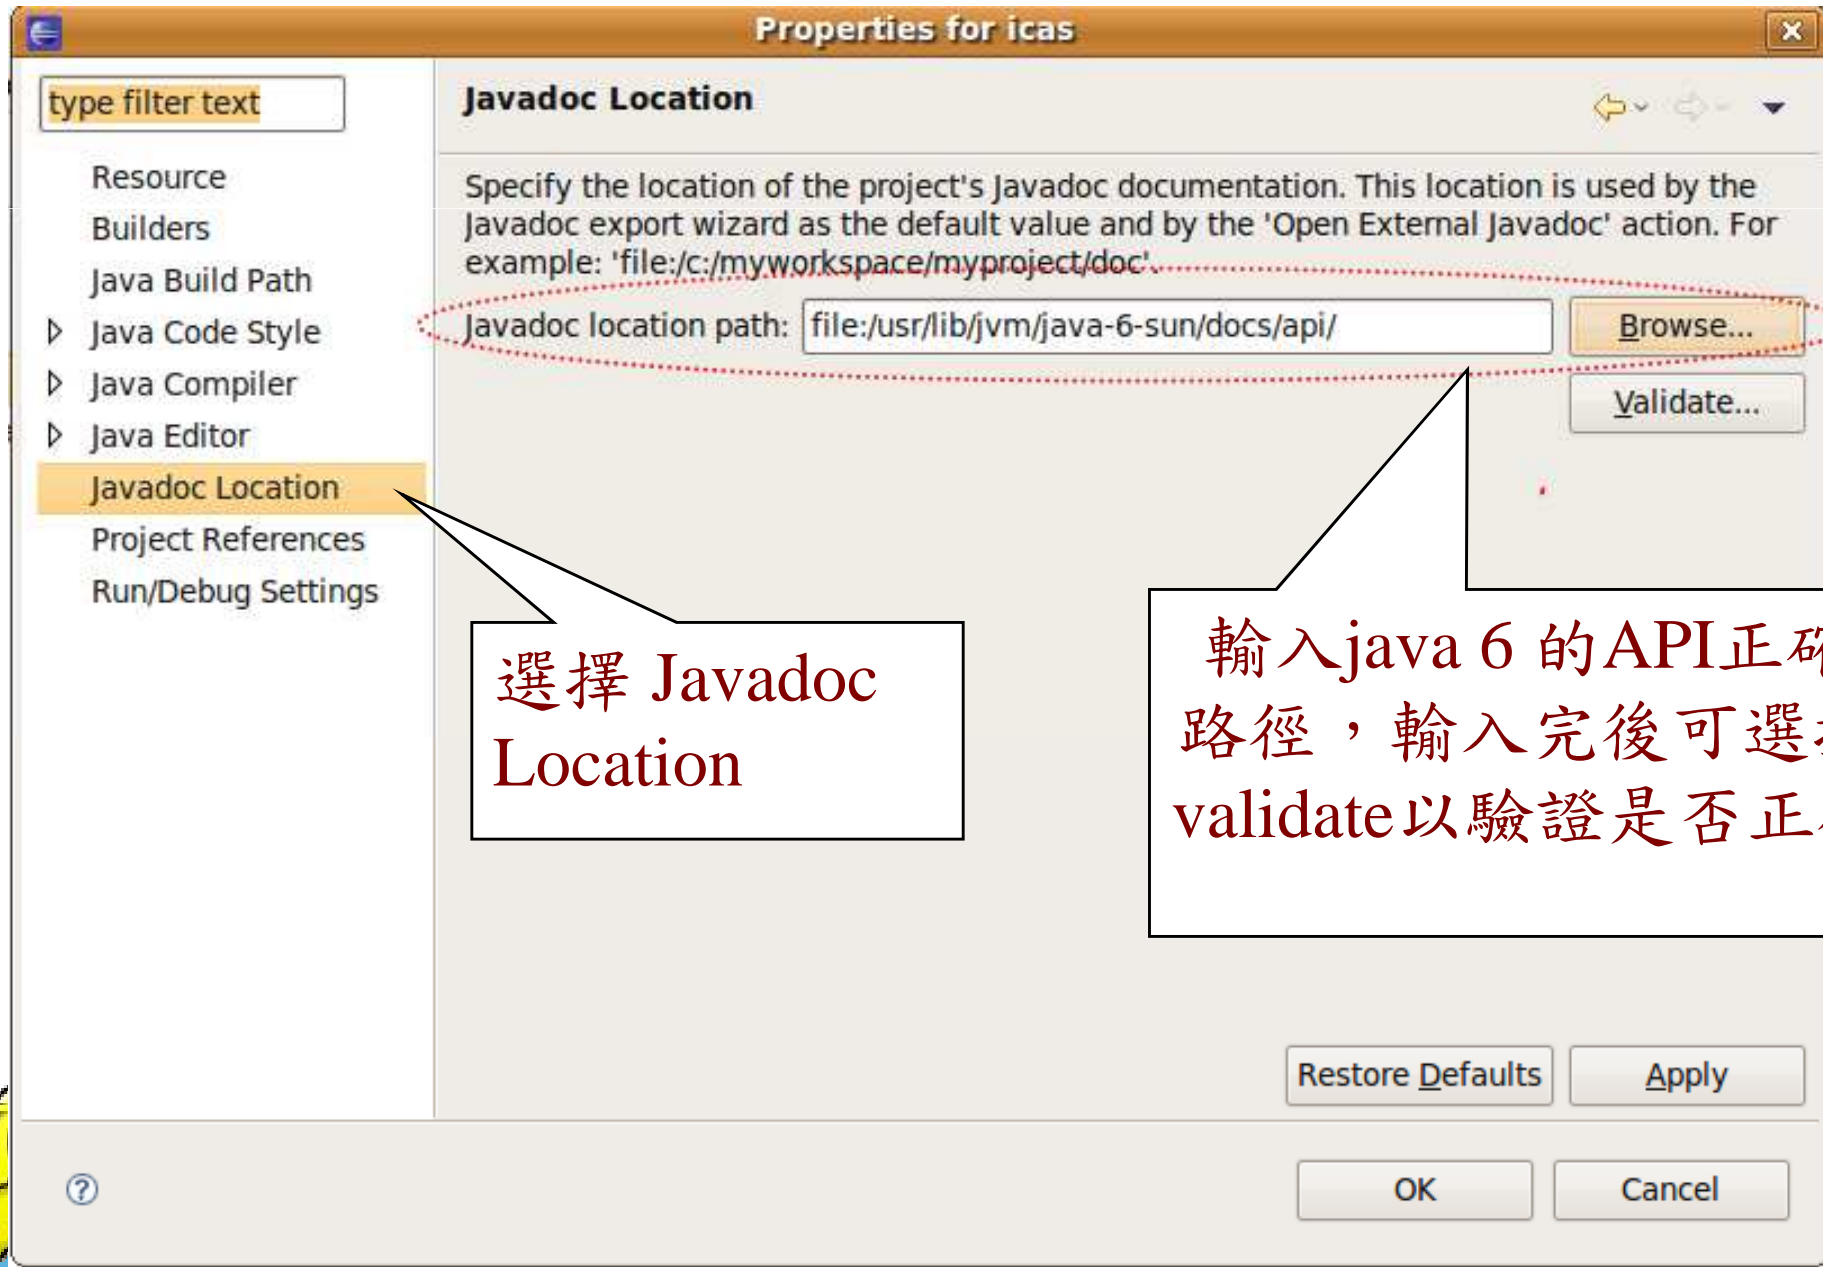 Properties for icas
type filter text
Resource
Builders
Java Build Path
Java Code Style
Java Compiler
Java Editor
Javadoc Location
Project References
Run/Debug Settings
Javadoc Location
Specify the location of the project's Javadoc documentation. This location is used by the
Javadoc export wizard as the default value and by the 'Open External Javadoc' action. For
example: 'file:/c:/myworkspace/myproject/doc'.
Javadoc location path: file:/usr/lib/jvm/java-6-sun/docs/api/ Browse...
Validate...
選擇 Javadoc
Location
輸入java 6 的API正
路徑，輸入完後可選
validate以驗證是否正
Restore Defaults Apply
OK Cancel